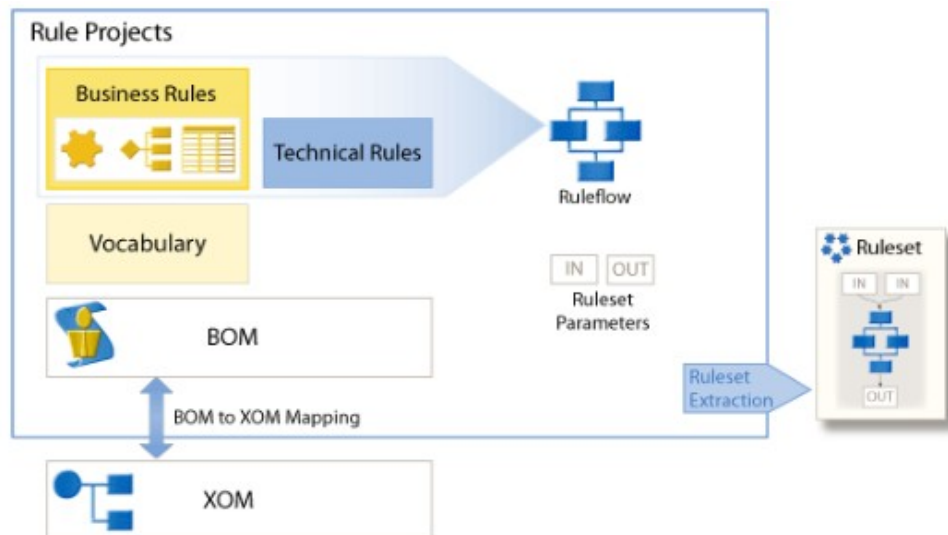 Rule Projects
Business Rules
Technical Rules
Ruleflow
Vocabulary
IN OUT
Ruleset
Parameters
BOM
BOM to XOM Mapping
XOM
Ruleset
Extraction
Ruleset
IN IN
OUT